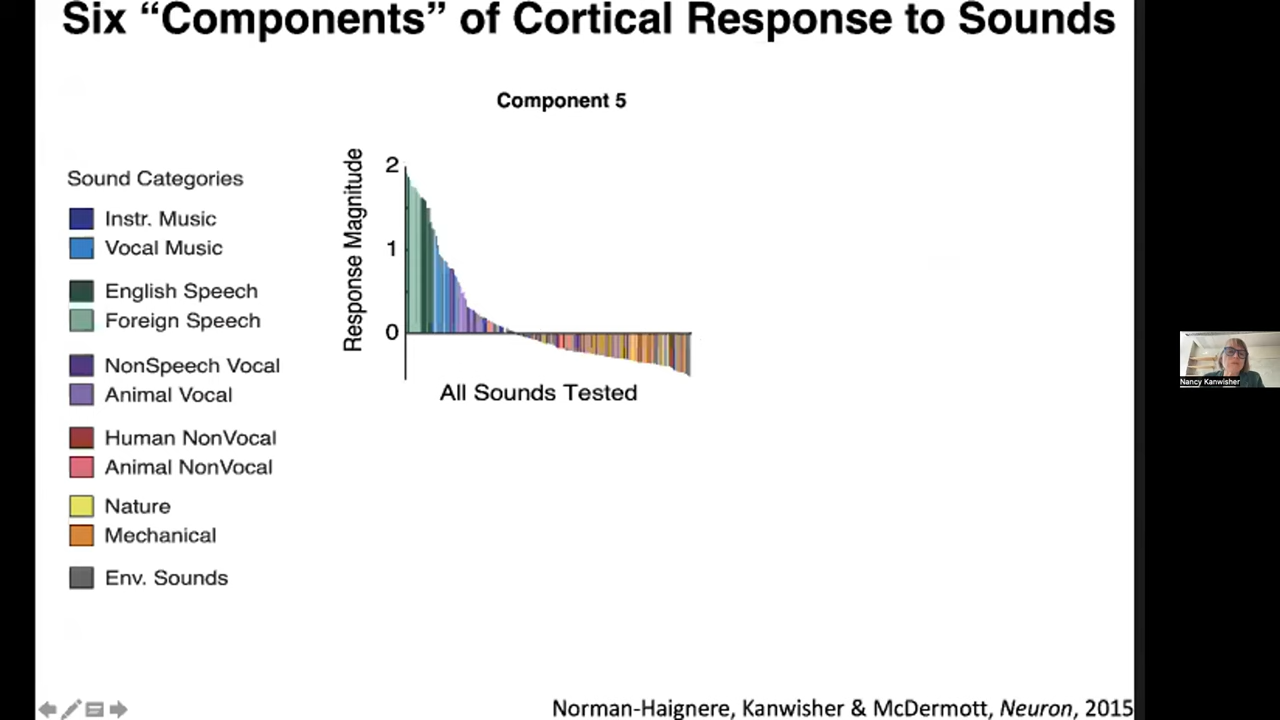 Six “Components” of Cortical Response to Sounds
Component 5
Response Magnitude
2
1
0
All Sounds Tested
Sound Categories
Instr. Music
Vocal Music
English Speech
Foreign Speech
NonSpeech Vocal
Animal Vocal
Human NonVocal
Animal NonVocal
Nature
Mechanical
Env. Sounds
Nancy Kanwisher
Norman-Haignere, Kanwisher & McDermott, Neuron, 2015